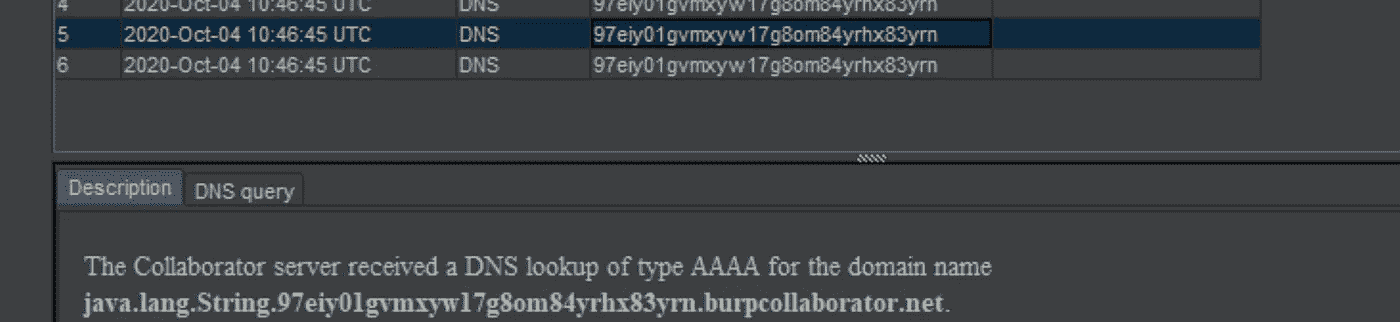 4 2020-Oct-04 10:46:45 UTC DNS 97eiy01gvmxyw17g8om84yrhx83yrn
5 2020-Oct-04 10:46:45 UTC DNS 97eiy01gvmxyw17g8om84yrhx83yrn
6 2020-Oct-04 10:46:45 UTC DNS 97eiy01gvmxyw17g8om84yrhx83yrn
Description DNS query
The Collaborator server received a DNS lookup of type AAAA for the domain name
java.lang.String.97eiy01gvmxyw17g8om84yrhx83yrn.burpcollaborator.net.